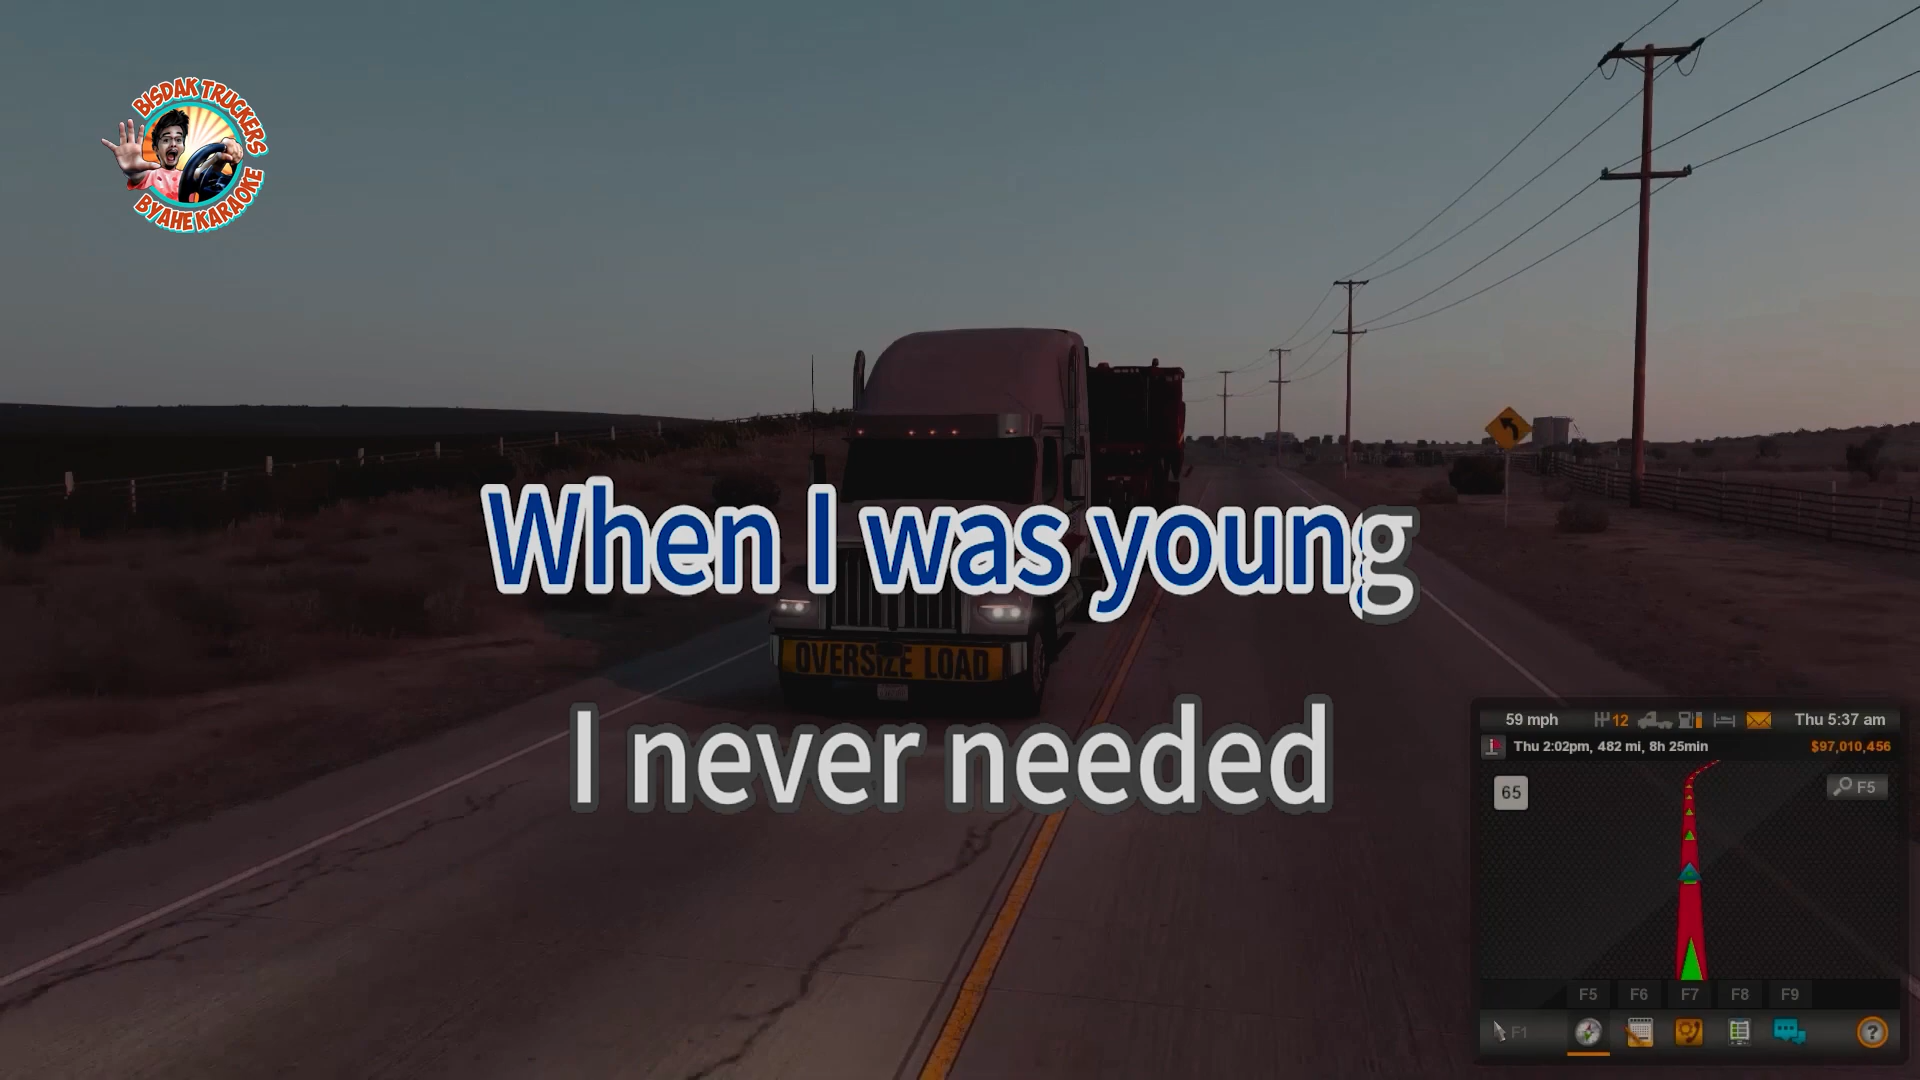 BISDAK TRUCKERS
BYAHE KARAOKE
When I was young
I never needed
OVERSIZE LOAD
59 mph 12 Thu 5:37 am
Thu 2:02pm, 482 mi, 8h 25min $97,010,456
65 F5
F5 F6 F7 F8 F9
F1 ?